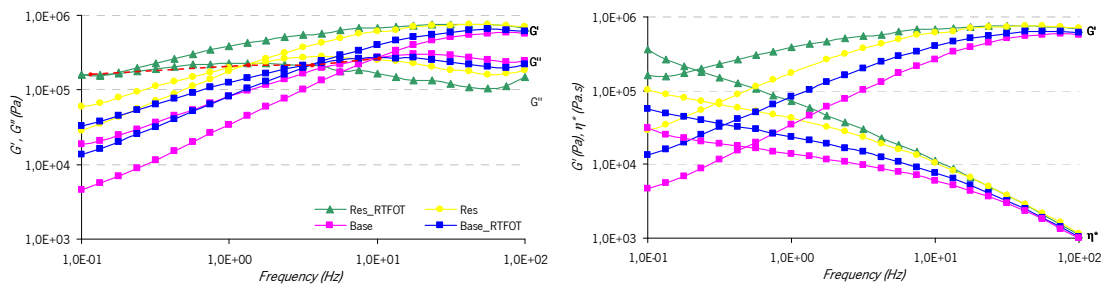 G', G'' (Pa)
1,0E+06
1,0E+05
1,0E+04
1,0E+03
G'
G''
G''
Res_RTFOT
Res
Base
Base_RTFOT
1,0E-01
1,0E+00
1,0E+01
1,0E+02
Frequency (Hz)
G' (Pa), η* (Pa.s)
1,0E+06
1,0E+05
1,0E+04
1,0E+03
G'
η*
1,0E-01
1,0E+00
1,0E+01
1,0E+02
Frequency (Hz)